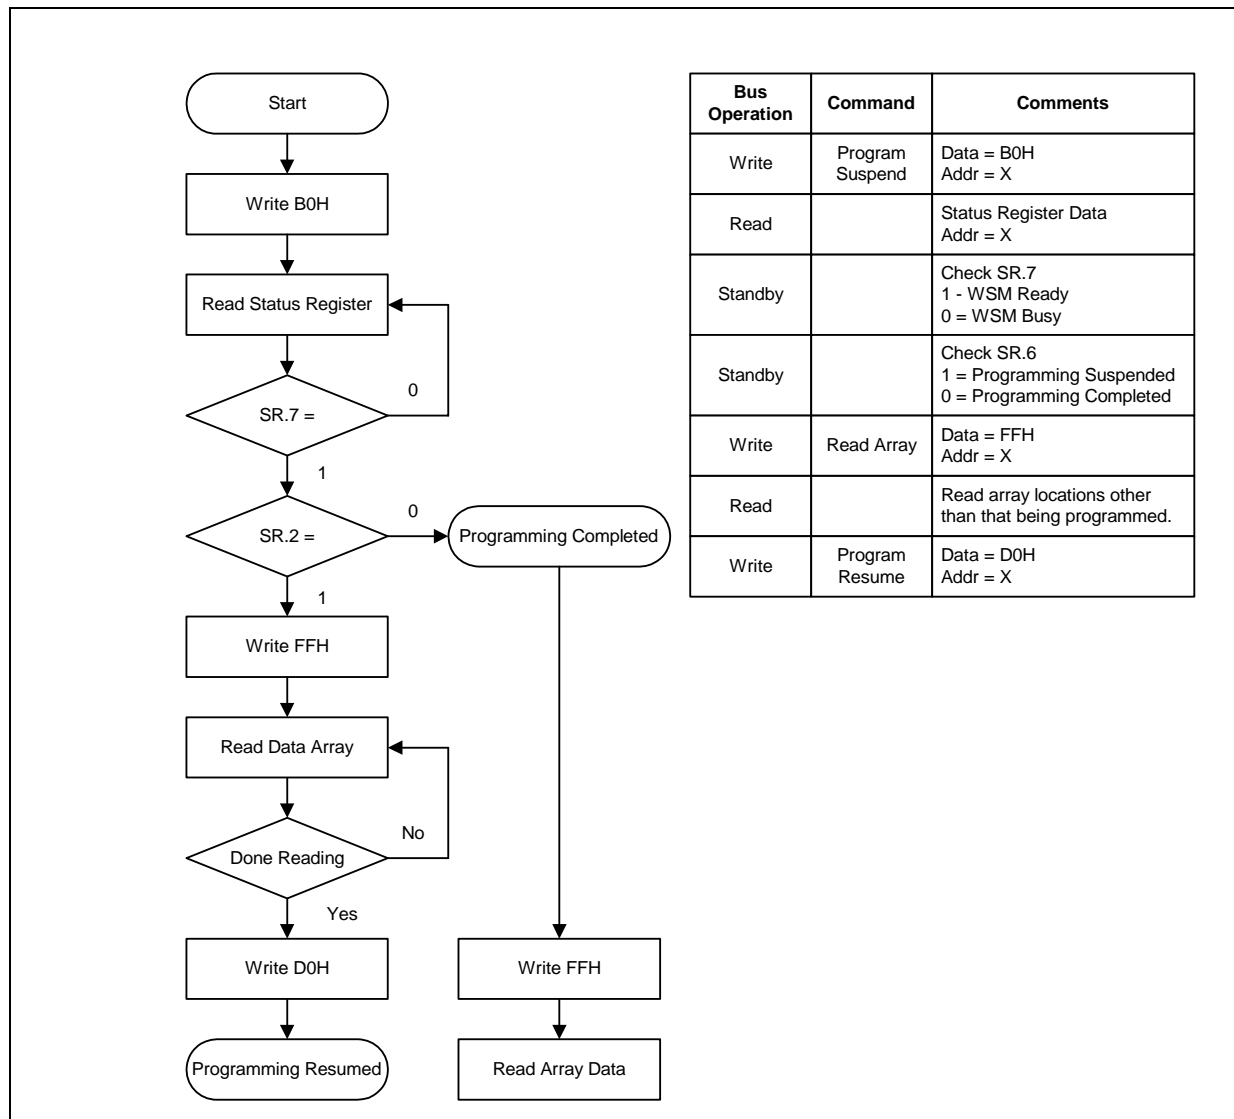 Start
Write B0H
Read Status Register
0
SR.7 =
1
0
SR.2 =
Programming Completed
1
Write FFH
Read Data Array
No
Done Reading
Yes
Write D0H
Write FFH
Programming Resumed
Read Array Data
Bus
Operation
Command
Comments
Write
Program
Suspend
Data = B0H
Addr = X
Read
Status Register Data
Addr = X
Standby
Check SR.7
1 - WSM Ready
0 = WSM Busy
Standby
Check SR.6
1 = Programming Suspended
0 = Programming Completed
Write
Read Array
Data = FFH
Addr = X
Read
Read array locations other
than that being programmed.
Write
Program
Resume
Data = D0H
Addr = X